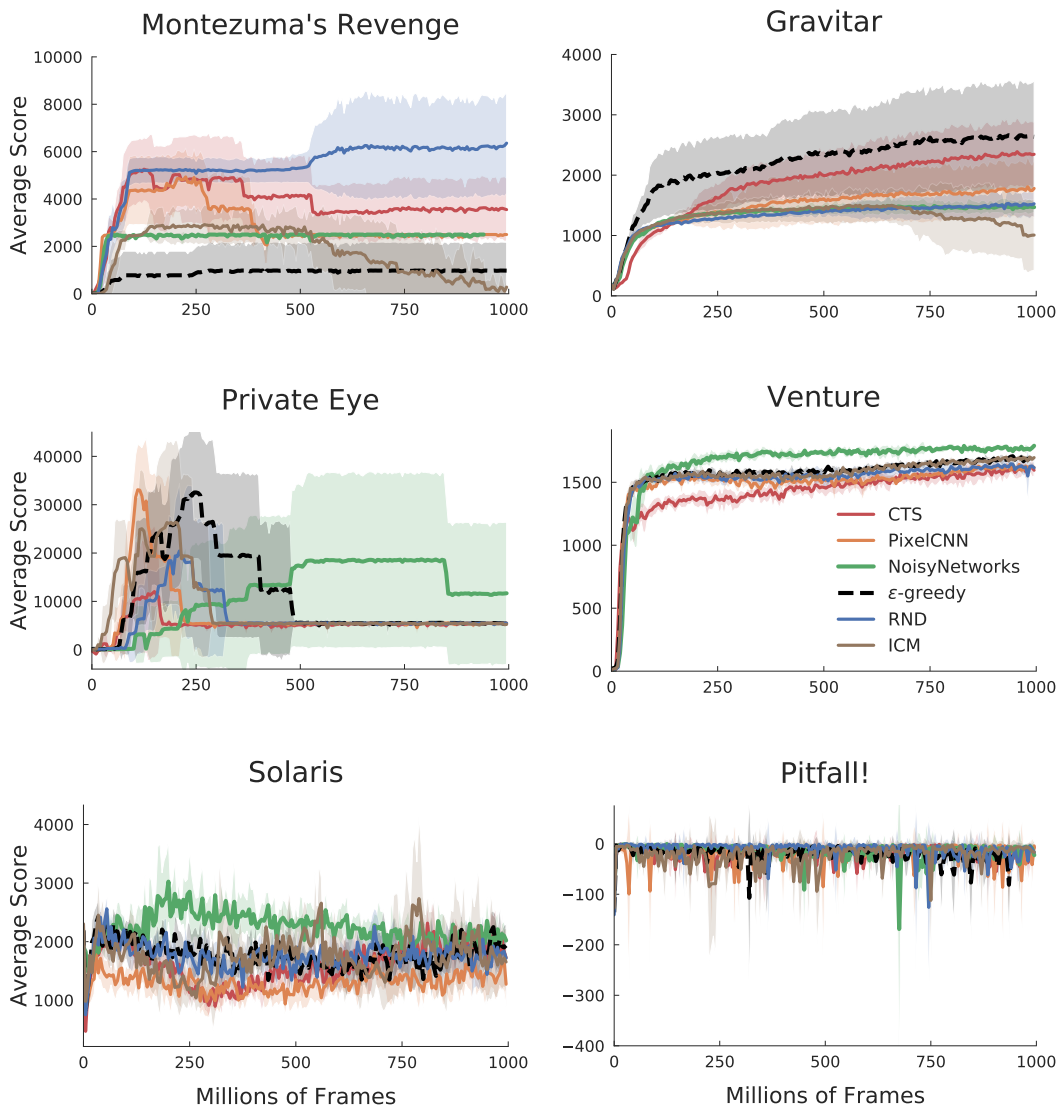 Montezuma's Revenge
Average Score
10000
8000
6000
4000
2000
0
0 250 500 750 1000
Gravitar
4000
3000
2000
1000
0
0 250 500 750 1000
Private Eye
Average Score
40000
30000
20000
10000
0
0 250 500 750 1000
Venture
1500
1000
500
0
0 250 500 750 1000
CTS
PixelCNN
NoisyNetworks
ε-greedy
RND
ICM
Solaris
Average Score
4000
3000
2000
1000
0 250 500 750 1000
Millions of Frames
Pitfall!
0
−100
−200
−300
−400
0 250 500 750 1000
Millions of Frames